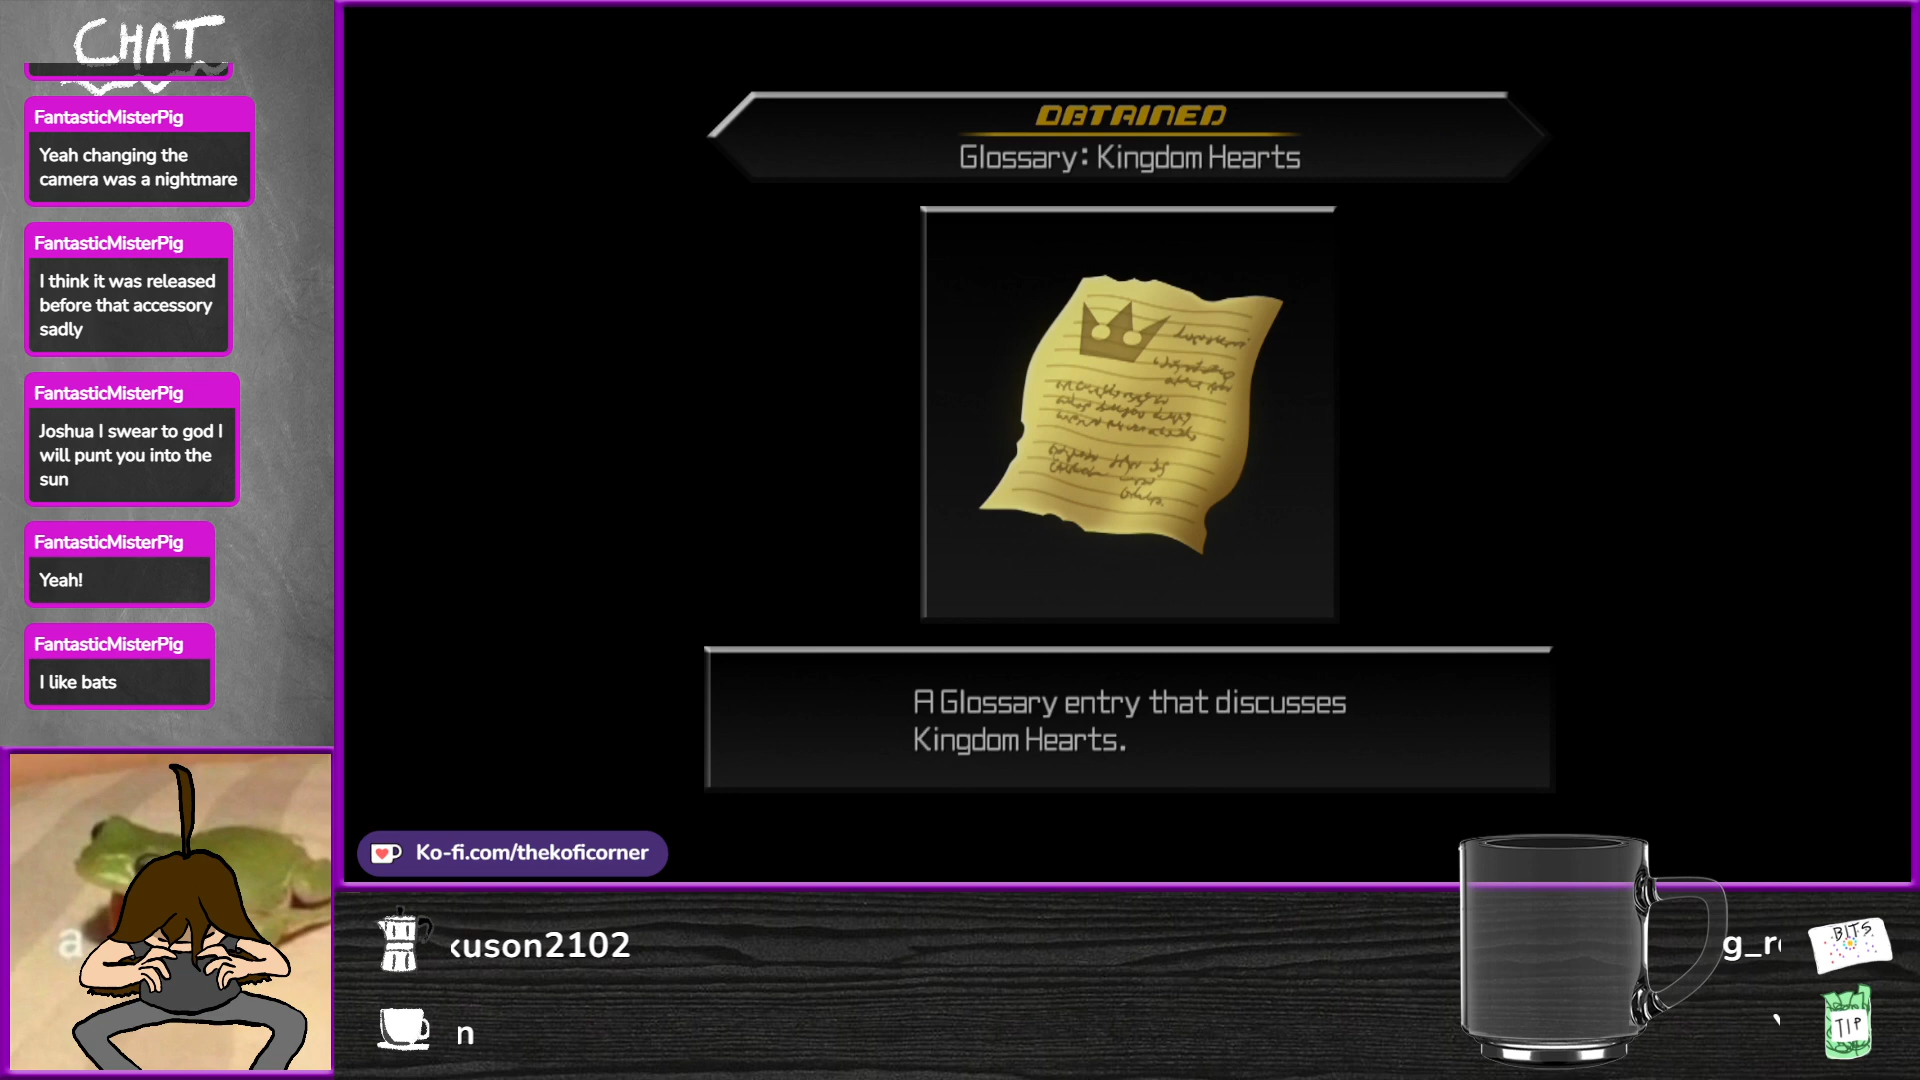 CHAT
FantasticMisterPig
Yeah changing the
camera was a nightmare
FantasticMisterPig
I think it was released
before that accessory
sadly
FantasticMisterPig
Joshua I swear to god I
will punt you into the
sun
FantasticMisterPig
Yeah!
FantasticMisterPig
I like bats
OBTAINED
Glossary: Kingdom Hearts
A Glossary entry that discusses
Kingdom Hearts.
Ko-fi.com/thekoficorner
a
kuson2102
n
BITS
TIP